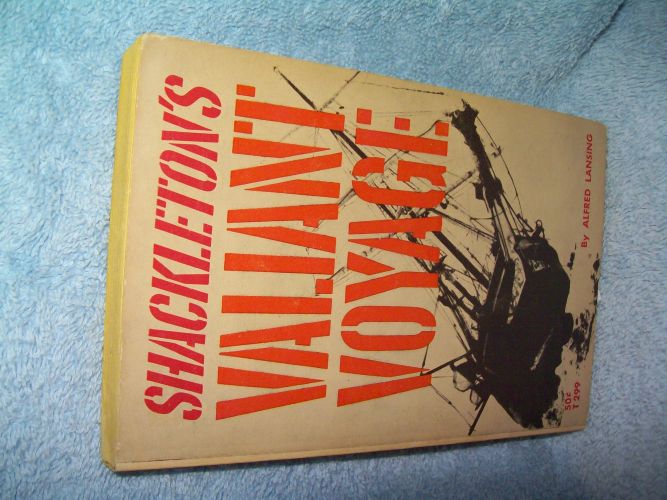 SHACKLETON'S
VALIANT
VOYAGE
By ALFRED LANSING
50¢
T 299